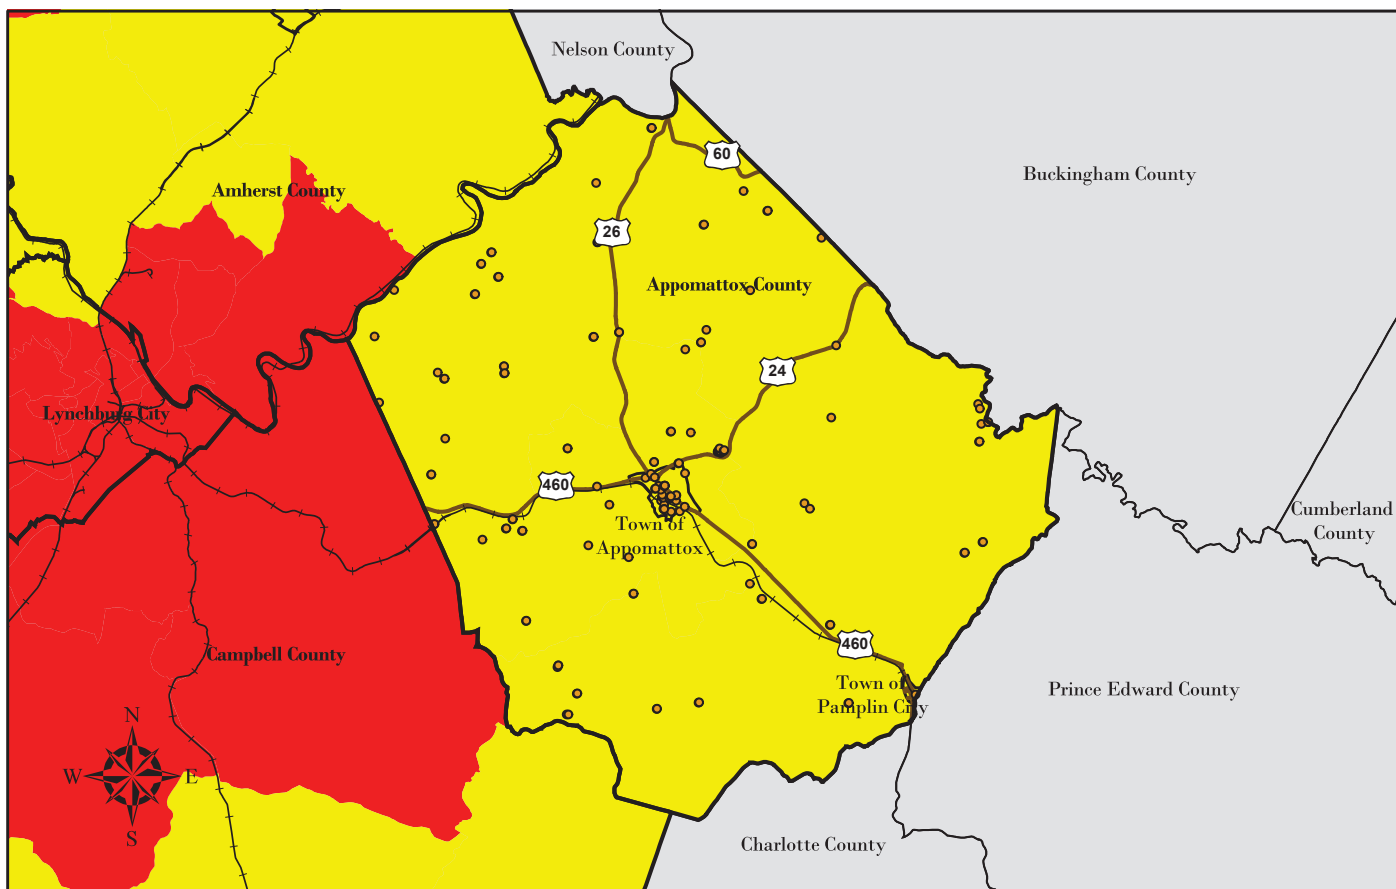 Nelson County
60
Buckingham County
Amherst County
26
Appomattox County
24
Lynchburg City
460
Cumberland
County
Town of
Appomattox
460
Campbell County
Town of
Pamplin City
Prince Edward County
N
W
E
S
Charlotte County